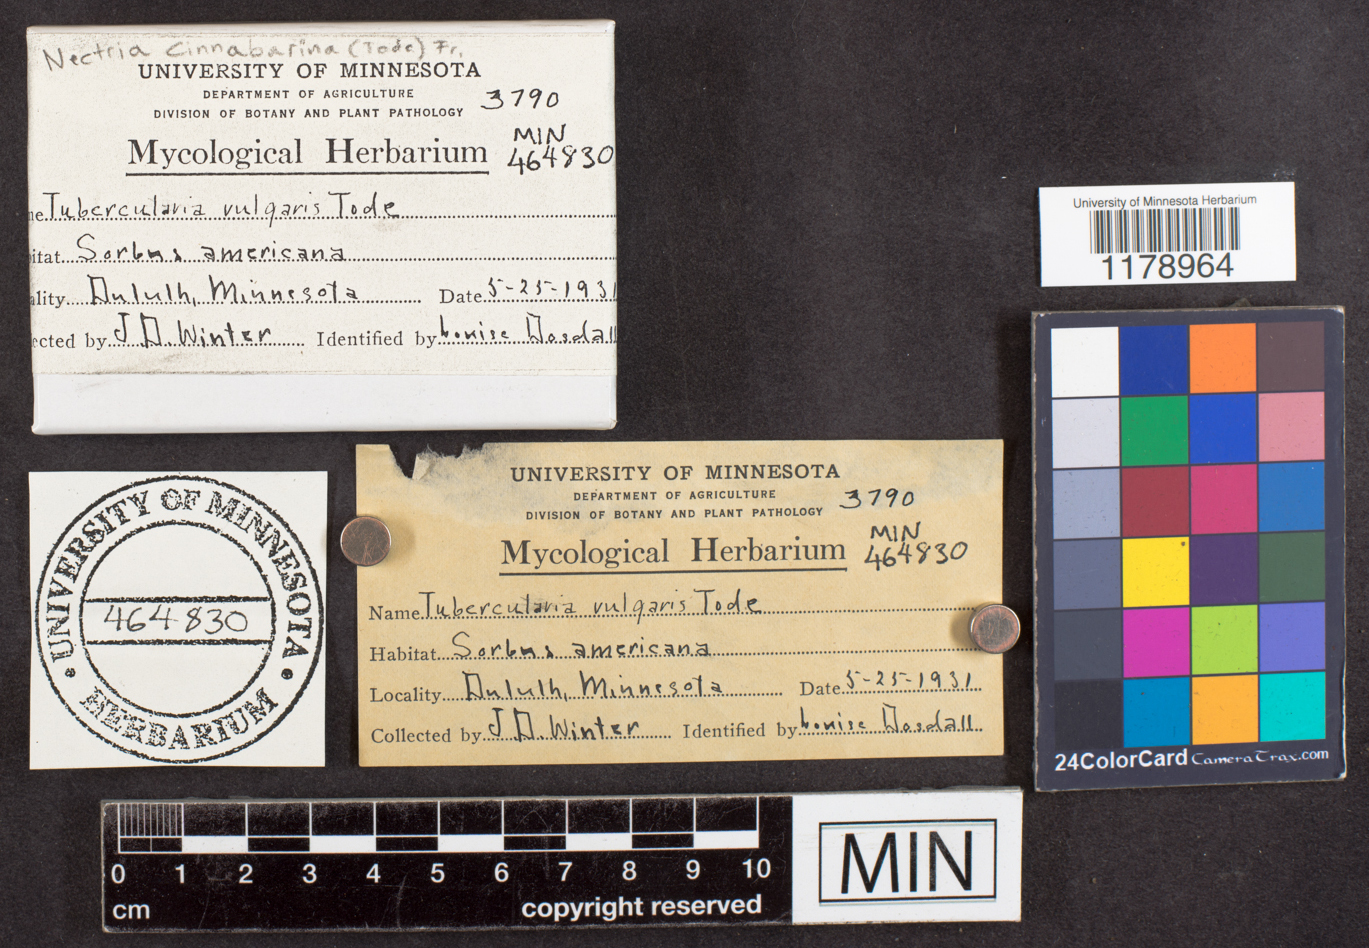 Nectria cinnabarina (Tode) Fr.
UNIVERSITY OF MINNESOTA
DEPARTMENT OF AGRICULTURE
DIVISION OF BOTANY AND PLANT PATHOLOGY
3790
MIN
464830
Mycological Herbarium
me Tubercularia vulgaris Tode
itat Sorbus americana
ality Duluth, Minnesota Date 5-25-1931
ected by J D. Winter Identified by Louise Dosdall
University of Minnesota Herbarium
1178964
UNIVERSITY OF MINNESOTA
464830
HERBARIUM
UNIVERSITY OF MINNESOTA
DEPARTMENT OF AGRICULTURE
DIVISION OF BOTANY AND PLANT PATHOLOGY
3790
MIN
464830
Mycological Herbarium
Name Tubercularia vulgaris Tode
Habitat Sorbus americana
Locality Duluth, Minnesota Date 5-25-1931
Collected by J D. Winter Identified by Louise Dosdall
24ColorCard CameraTrax.com
0 1 2 3 4 5 6 7 8 9 10
cm
copyright reserved
MIN